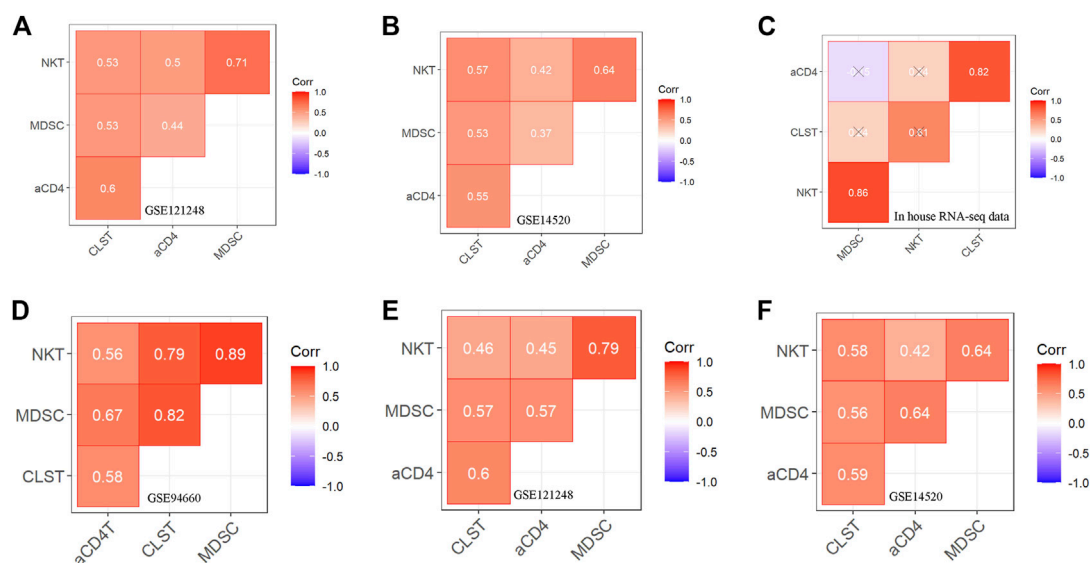 A
NKT
0.53
0.5
0.71
MDSC
0.53
0.44
aCD4
0.6
GSE121248
CLST
aCD4
MDSC
Corr
1.0
0.5
0.0
-0.5
-1.0
B
NKT
0.57
0.42
0.64
MDSC
0.53
0.37
aCD4
0.55
GSE14520
CLST
aCD4
MDSC
Corr
1.0
0.5
0.0
-0.5
-1.0
C
aCD4
0.82
CLST
NKT
0.86
In house RNA-seq data
MDSC
NKT
CLST
Corr
1.0
0.5
0.0
-0.5
-1.0
D
NKT
0.56
0.79
0.89
MDSC
0.67
0.82
CLST
0.58
GSE94660
aCD4T
CLST
MDSC
Corr
1.0
0.5
0.0
-0.5
-1.0
E
NKT
0.46
0.45
0.79
MDSC
0.57
0.57
aCD4
0.6
GSE121248
CLST
aCD4
MDSC
Corr
1.0
0.5
0.0
-0.5
-1.0
F
NKT
0.58
0.42
0.64
MDSC
0.56
0.64
aCD4
0.59
GSE14520
CLST
aCD4
MDSC
Corr
1.0
0.5
0.0
-0.5
-1.0